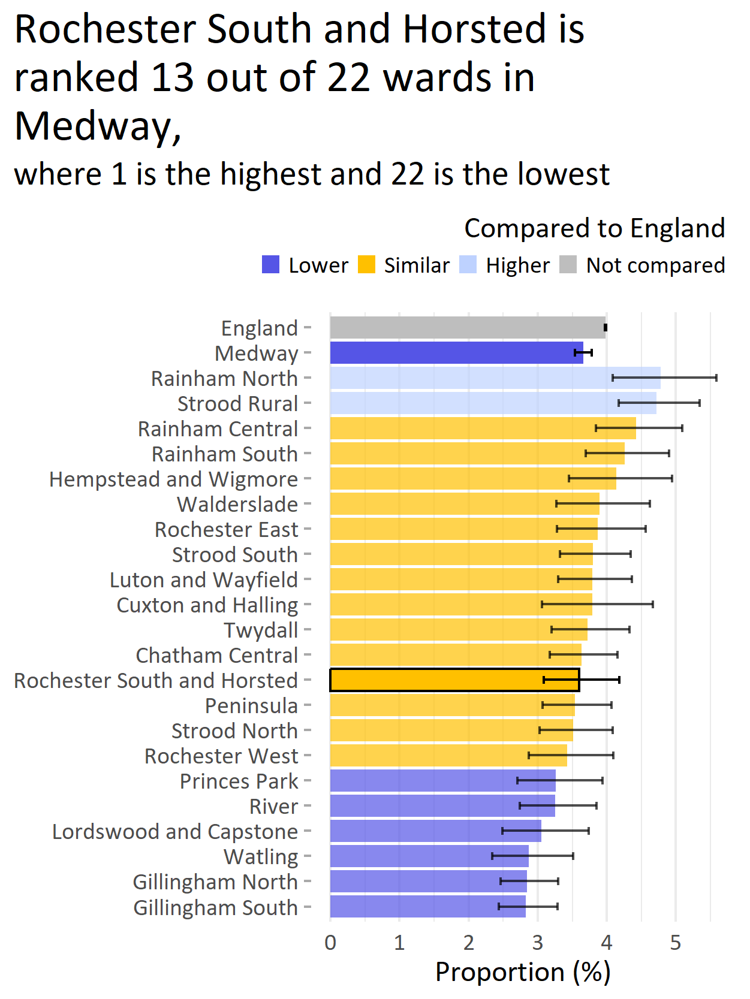 Rochester South and Horsted is
ranked 13 out of 22 wards in
Medway,
where 1 is the highest and 22 is the lowest
Compared to England
Lower Similar Higher Not compared
England
Medway
Rainham North
Strood Rural
Rainham Central
Rainham South
Hempstead and Wigmore
Walderslade
Rochester East
Strood South
Luton and Wayfield
Cuxton and Halling
Twydall
Chatham Central
Rochester South and Horsted
Peninsula
Strood North
Rochester West
Princes Park
River
Lordswood and Capstone
Watling
Gillingham North
Gillingham South
0 1 2 3 4 5
Proportion (%)